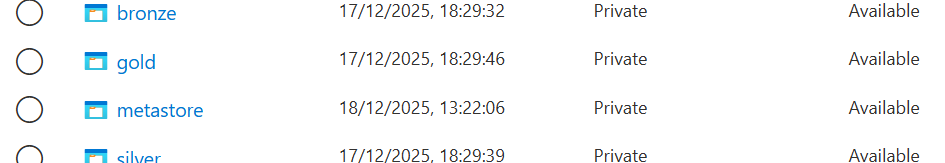 bronze 17/12/2025, 18:29:32 Private Available
gold 17/12/2025, 18:29:46 Private Available
metastore 18/12/2025, 13:22:06 Private Available
silver 17/12/2025, 18:29:39 Private Available